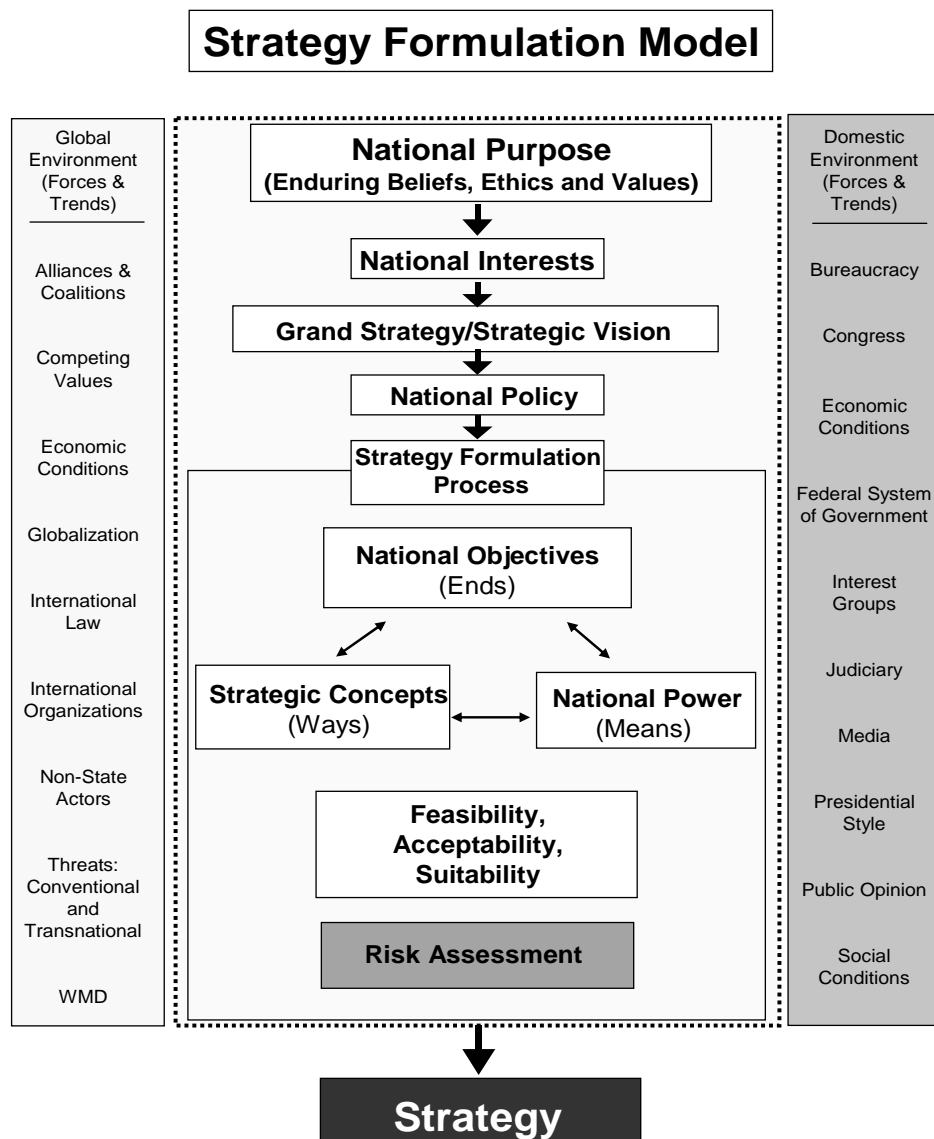 Strategy Formulation Model
Global
Environment
(Forces &
Trends)
Alliances &
Coalitions
Competing
Values
Economic
Conditions
Globalization
International
Law
International
Organizations
Non-State
Actors
Threats:
Conventional
and
Transnational
WMD
National Purpose
(Enduring Beliefs, Ethics and Values)
National Interests
Grand Strategy/Strategic Vision
National Policy
Strategy Formulation
Process
National Objectives
(Ends)
Strategic Concepts
(Ways)
National Power
(Means)
Feasibility,
Acceptability,
Suitability
Risk Assessment
Strategy
Domestic
Environment
(Forces &
Trends)
Bureaucracy
Congress
Economic
Conditions
Federal System
of Government
Interest
Groups
Judiciary
Media
Presidential
Style
Public Opinion
Social
Conditions